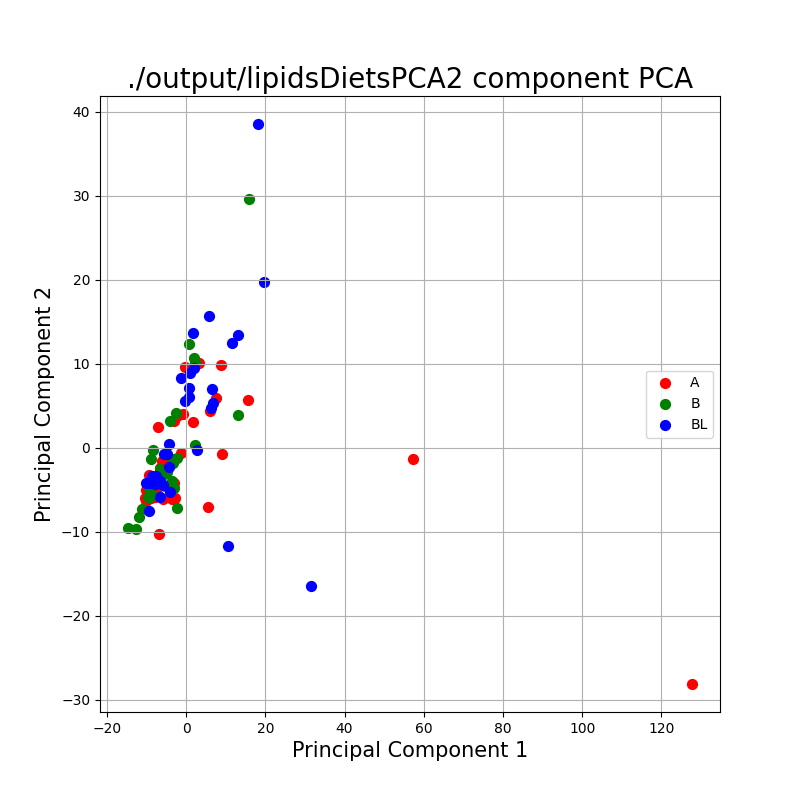 ./output/lipidsDietsPCA2 component PCA
40
30
20
10
0
−10
−20
−30
Principal Component 2
A
B
BL
−20 0 20 40 60 80 100 120
Principal Component 1